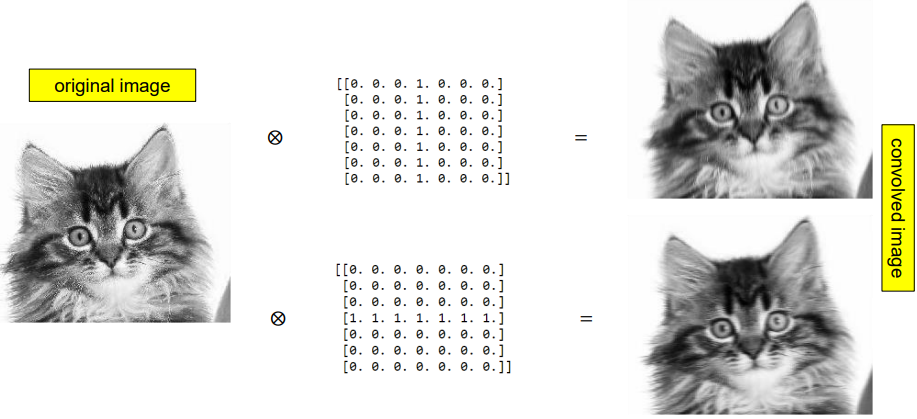 original image
⊗
[[0. 0. 0. 1. 0. 0. 0.]
[0. 0. 0. 1. 0. 0. 0.]
[0. 0. 0. 1. 0. 0. 0.]
[0. 0. 0. 1. 0. 0. 0.]
[0. 0. 0. 1. 0. 0. 0.]
[0. 0. 0. 1. 0. 0. 0.]
[0. 0. 0. 1. 0. 0. 0.]]
=
⊗
[[0. 0. 0. 0. 0. 0. 0.]
[0. 0. 0. 0. 0. 0. 0.]
[0. 0. 0. 0. 0. 0. 0.]
[1. 1. 1. 1. 1. 1. 1.]
[0. 0. 0. 0. 0. 0. 0.]
[0. 0. 0. 0. 0. 0. 0.]
[0. 0. 0. 0. 0. 0. 0.]]
=
convolved image